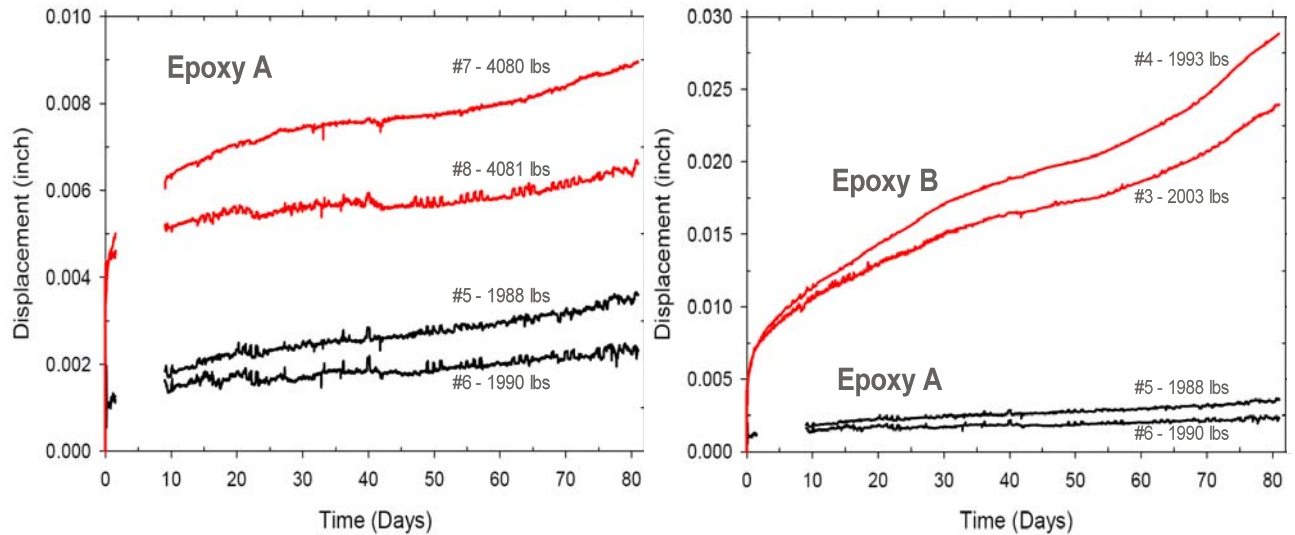 0.010
0.008
0.006
0.004
0.002
0.000
Displacement (inch)
Epoxy A
#7 - 4080 lbs
#8 - 4081 lbs
#5 - 1988 lbs
#6 - 1990 lbs
0 10 20 30 40 50 60 70 80
Time (Days)
0.030
0.025
0.020
0.015
0.010
0.005
0.000
Displacement (inch)
#4 - 1993 lbs
Epoxy B
#3 - 2003 lbs
Epoxy A
#5 - 1988 lbs
#6 - 1990 lbs
0 10 20 30 40 50 60 70 80
Time (Days)